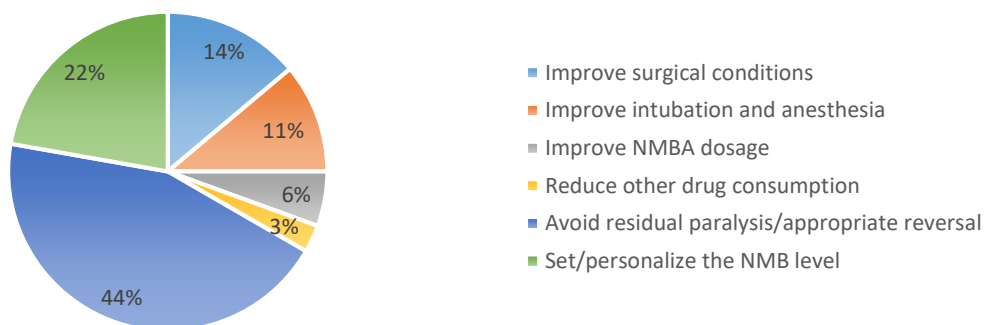 14%
22%
11%
6%
3%
44%
Improve surgical conditions
Improve intubation and anesthesia
Improve NMBA dosage
Reduce other drug consumption
Avoid residual paralysis/appropriate reversal
Set/personalize the NMB level